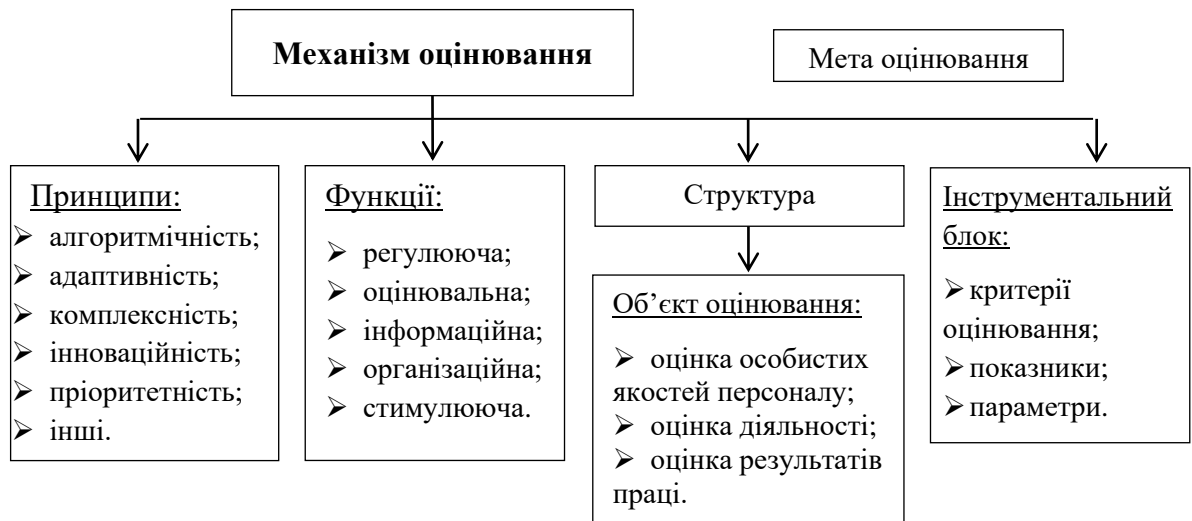 Механізм оцінювання
Мета оцінювання
Принципи:
➢ алгоритмічність;
➢ адаптивність;
➢ комплексність;
➢ інноваційність;
➢ пріоритетність;
➢ інші.
Функції:
➢ регулююча;
➢ оцінювальна;
➢ інформаційна;
➢ організаційна;
➢ стимулююча.
Структура
Об’єкт оцінювання:
➢ оцінка особистих
якостей персоналу;
➢ оцінка діяльності;
➢ оцінка результатів
праці.
Інструментальний
блок:
➢ критерії
оцінювання;
➢ показники;
➢ параметри.